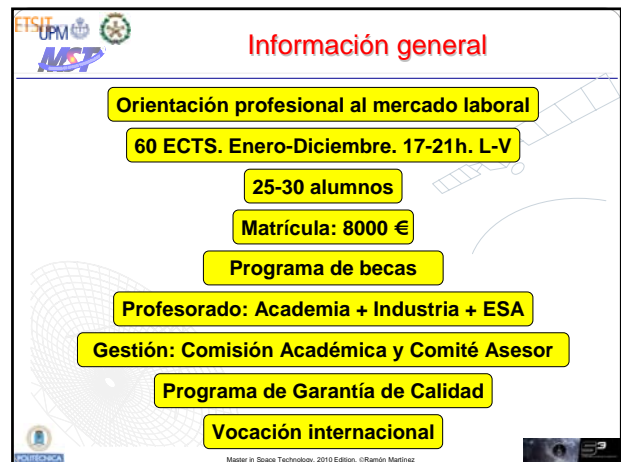 ETSIT
UPM
MST
Información general
Orientación profesional al mercado laboral
60 ECTS. Enero-Diciembre. 17-21h. L-V
25-30 alumnos
Matrícula: 8000 €
Programa de becas
Profesorado: Academia + Industria + ESA
Gestión: Comisión Académica y Comité Asesor
Programa de Garantía de Calidad
Vocación internacional
POLITÉCNICA
Master in Space Technology. 2010 Edition. ©Ramón Martínez